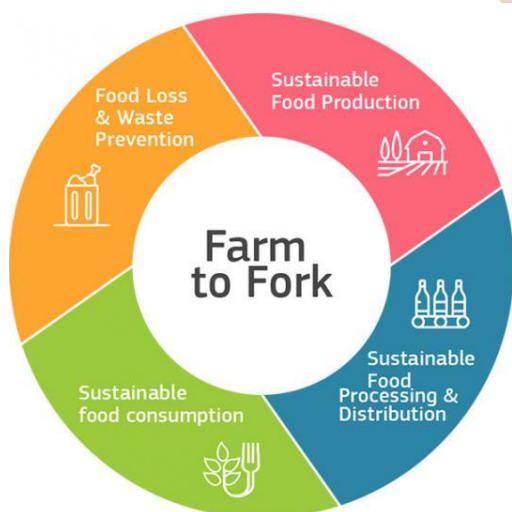 Food Loss
& Waste
Prevention
Sustainable
Food Production
Farm
to Fork
Sustainable
Food
Processing &
Distribution
Sustainable
food consumption